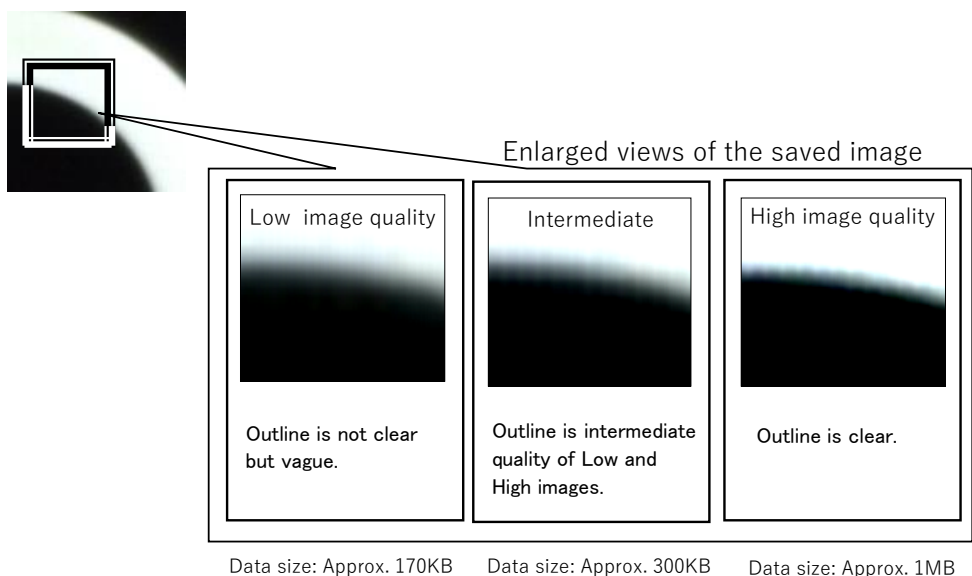 Enlarged views of the saved image
Low image quality
Intermediate
High image quality
Outline is not clear
but vague.
Outline is intermediate
quality of Low and
High images.
Outline is clear.
Data size: Approx. 170KB
Data size: Approx. 300KB
Data size: Approx. 1MB